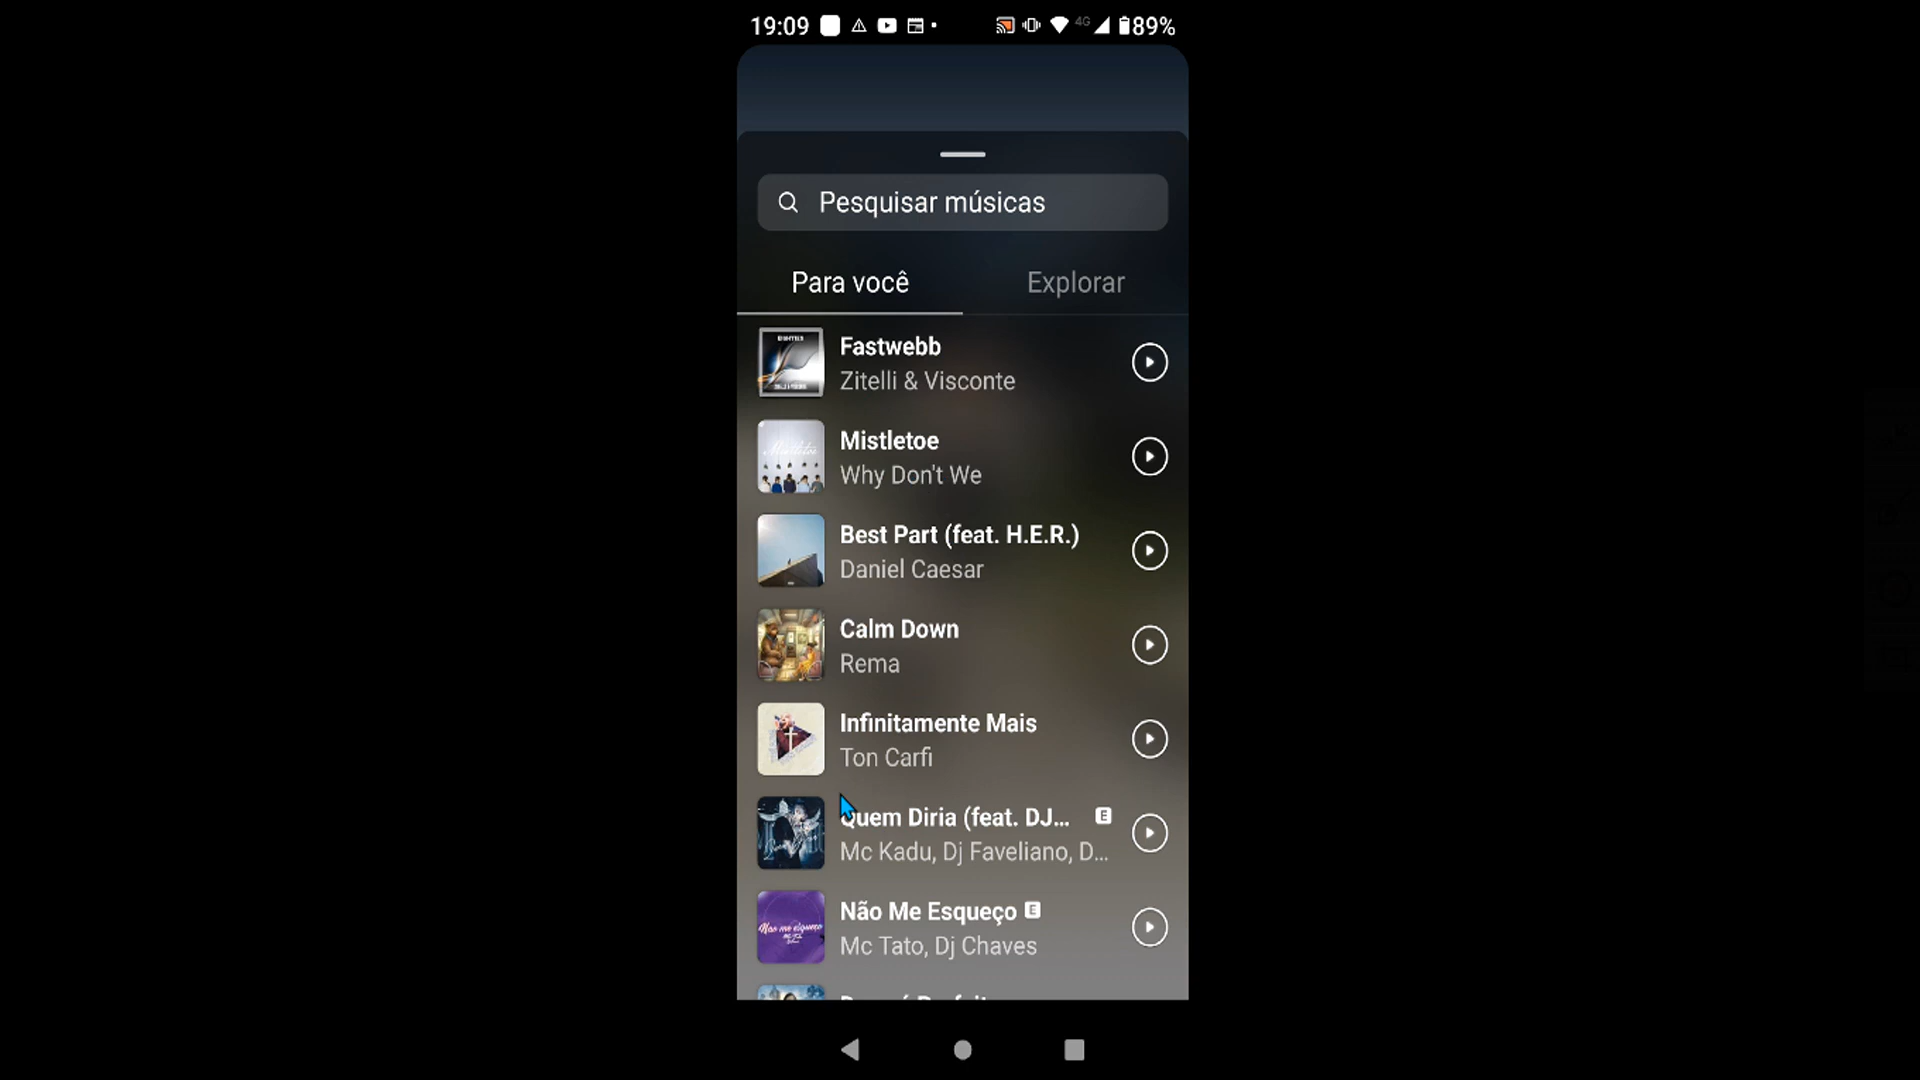 19:09
4G
89%
Pesquisar músicas
Para você
Explorar
Fastwebb
Zitelli & Visconte
Mistletoe
Why Don't We
Best Part (feat. H.E.R.)
Daniel Caesar
Calm Down
Rema
Infinitamente Mais
Ton Carfi
Quem Diria (feat. DJ... E
Mc Kadu, Dj Faveliano, D...
Não Me Esqueço E
Mc Tato, Dj Chaves